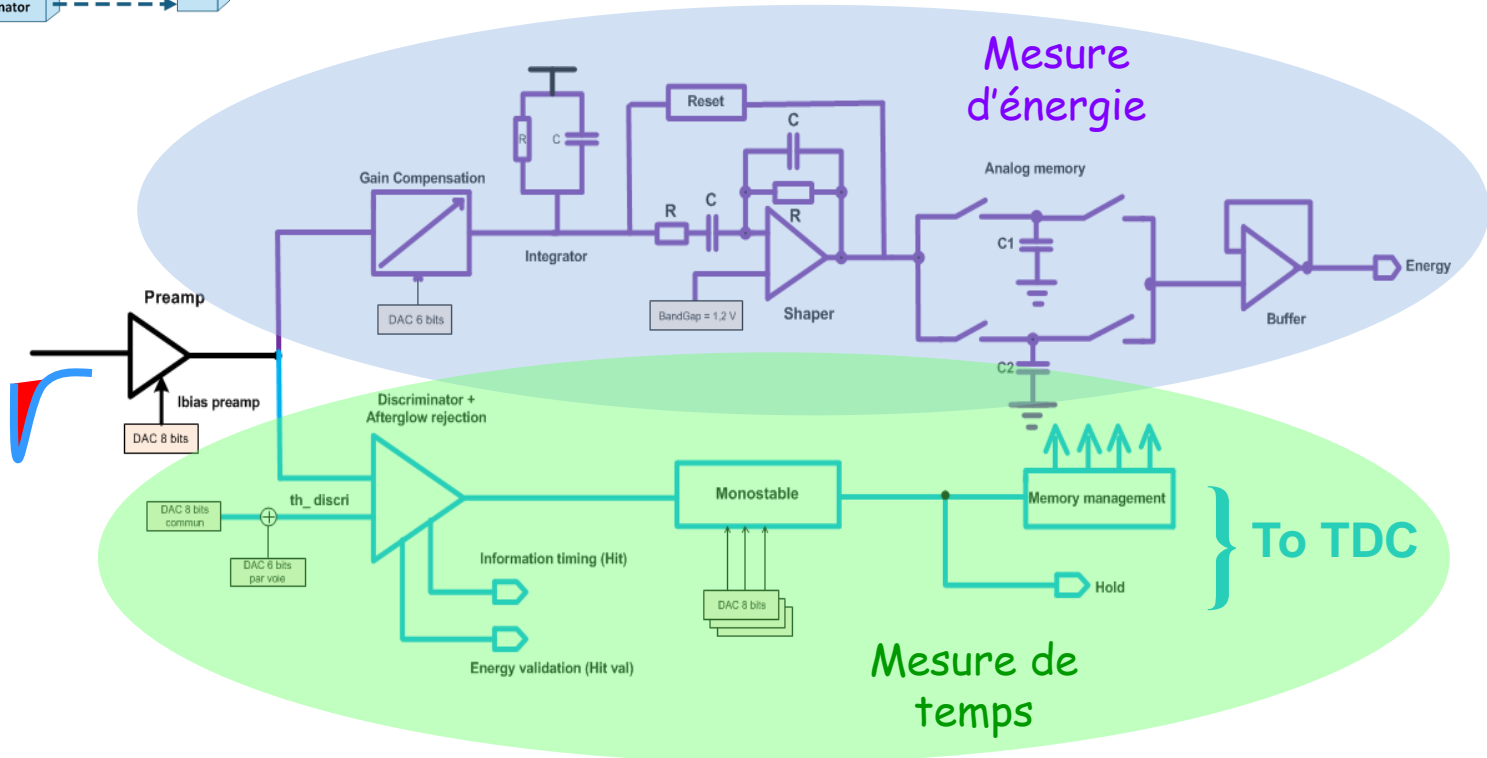 Mesure
d'énergie
Reset
C
R
C
Gain Compensation
Analog memory
R
C
R
Integrator
C1
Energy
DAC 6 bits
BandGap = 1,2 V
Shaper
Buffer
Preamp
C2
Ibias preamp
DAC 8 bits
Discriminator +
Afterglow rejection
th_discri
DAC 8 bits
commun
DAC 6 bits
par voie
Monostable
Memory management
To TDC
Information timing (Hit)
Hold
DAC 8 bits
Energy validation (Hit val)
Mesure de
temps